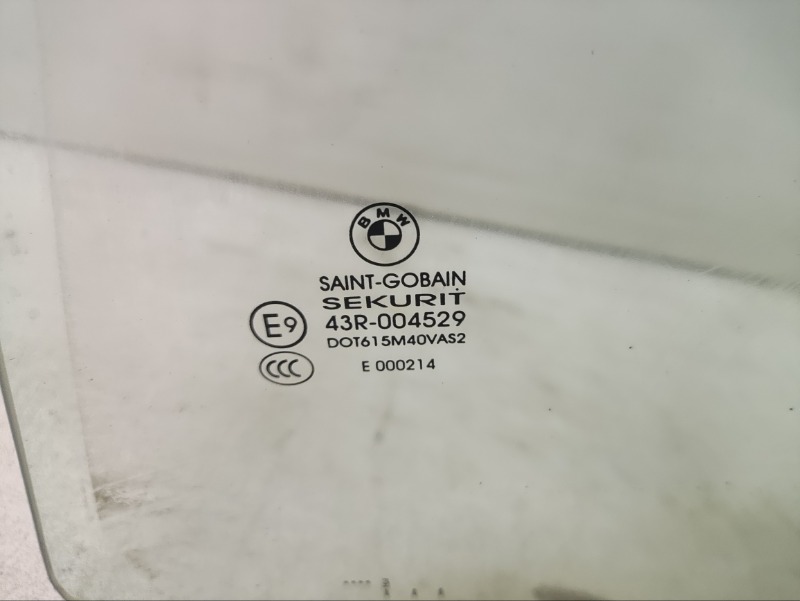 BMW
SAINT-GOBAIN
SEKURIT
E9
43R-004529
DOT615M40VAS2
CCC
E 000214